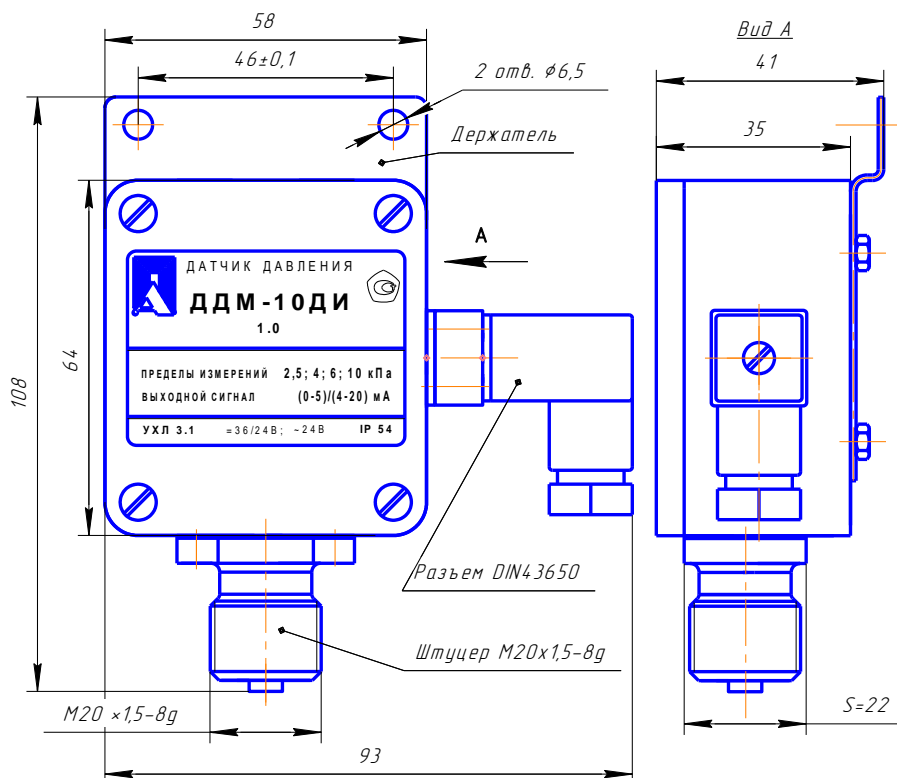 58
46±0,1
2 отв. ϕ6,5
Держатель
Вид А
41
35
А
108
64
ДАТЧИК ДАВЛЕНИЯ
ДДМ-10ДИ
1.0
ПРЕДЕЛЫ ИЗМЕРЕНИЙ 2,5; 4; 6; 10 кПа
ВЫХОДНОЙ СИГНАЛ (0-5)/(4-20) мА
УХЛ 3.1 =36/24В; ~24В IP 54
Разъем DIN43650
Штуцер М20х1,5-8g
М20 ×1,5-8g
S=22
93